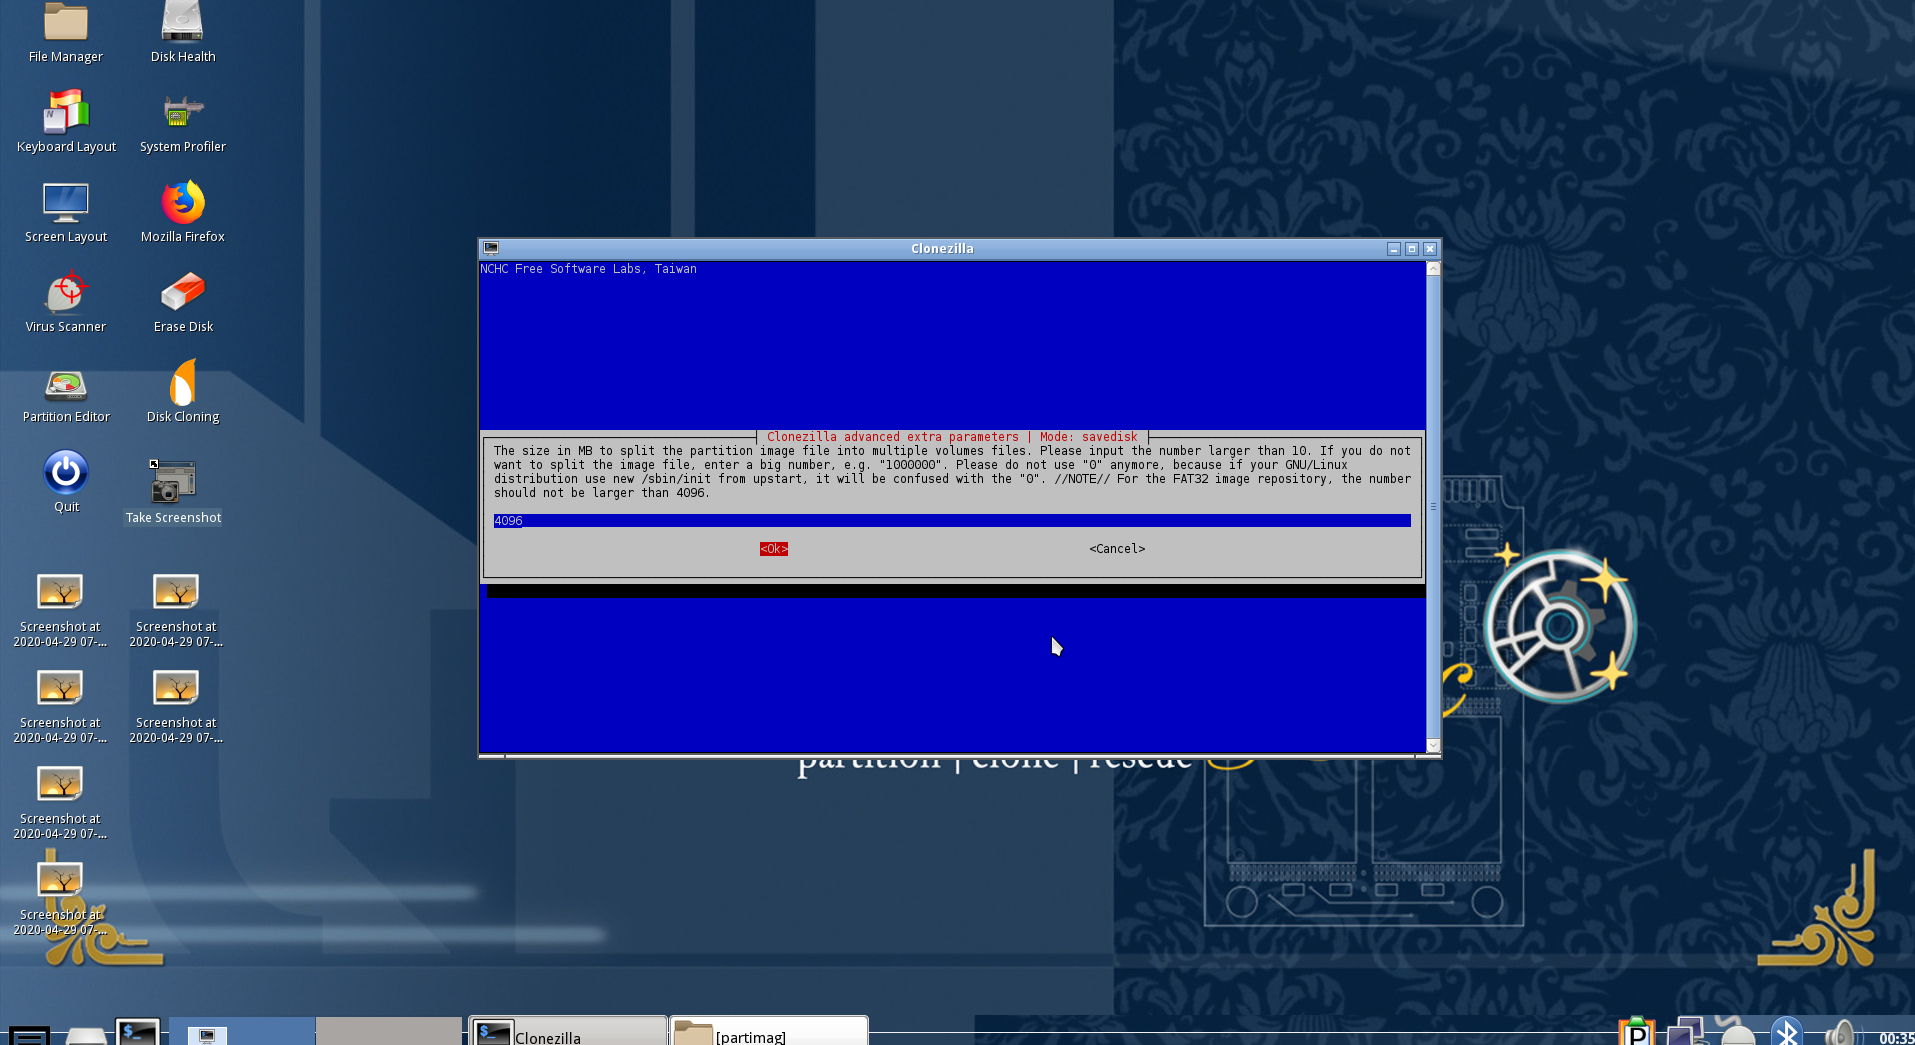 File Manager
Disk Health
Keyboard Layout
System Profiler
Screen Layout
Mozilla Firefox
Virus Scanner
Erase Disk
Partition Editor
Disk Cloning
Quit
Take Screenshot
Screenshot at
2020-04-29 07-...
Screenshot at
2020-04-29 07-...
Screenshot at
2020-04-29 07-...
Screenshot at
2020-04-29 07-...
Screenshot at
2020-04-29 07-...
Screenshot at
2020-04-29 07-...
Clonezilla
NCHC Free Software Labs, Taiwan
Clonezilla advanced extra parameters | Mode: savedisk
The size in MB to split the partition image file into multiple volumes files. Please input the number larger than 10. If you do not
want to split the image file, enter a big number, e.g. "1000000". Please do not use "0" anymore, because if your GNU/Linux
distribution use new /sbin/init from upstart, it will be confused with the "0". //NOTE// For the FAT32 image repository, the number
should not be larger than 4096.
4096
<Ok> <Cancel>
partition | clone | rescue
Clonezilla
[partimag]
00:35